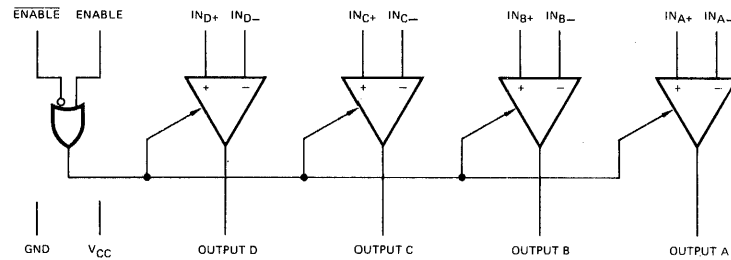 ENABLE ENABLE IND+ IND– INC+ INC– INB+ INB– INA+ INA–
+ – + – + – + –
GND VCC OUTPUT D OUTPUT C OUTPUT B OUTPUT A